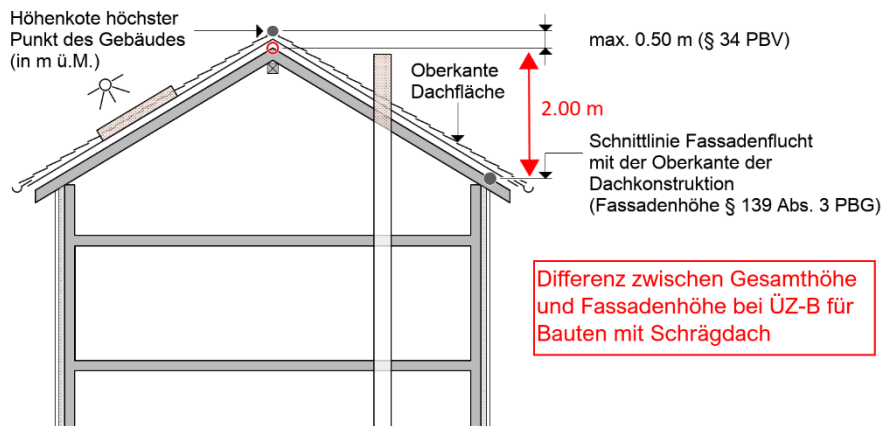 Höhenkote höchster
Punkt des Gebäudes
(in m ü.M.)
max. 0.50 m (§ 34 PBV)
Oberkante
Dachfläche
2.00 m
Schnittlinie Fassadenflucht
mit der Oberkante der
Dachkonstruktion
(Fassadenhöhe § 139 Abs. 3 PBG)
Differenz zwischen Gesamthöhe
und Fassadenhöhe bei ÜZ-B für
Bauten mit Schrägdach